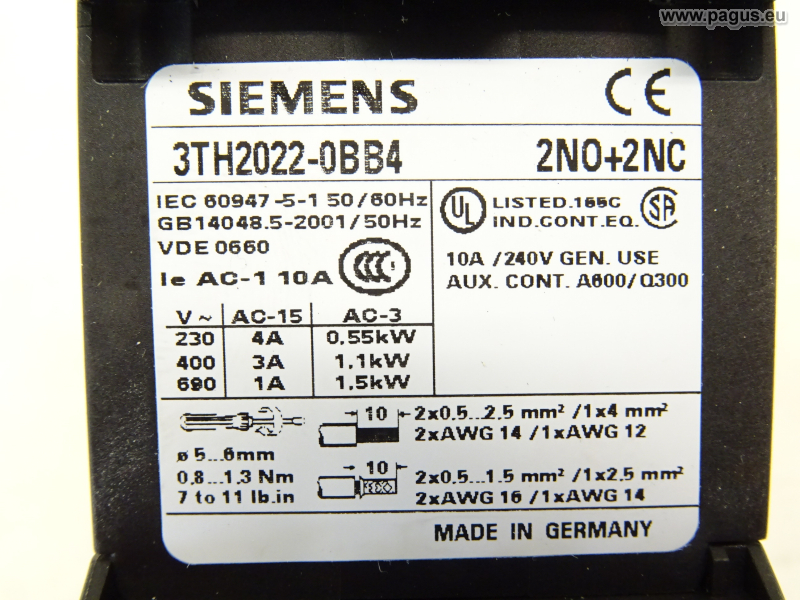 www.pagus.eu
SIEMENS CE
3TH2022-0BB4 2NO+2NC
IEC 60947-5-1 50/60Hz
GB14048.5-2001/50Hz
VDE 0660
Ie AC-1 10A
CCC
UL LISTED.165C SA
IND.CONT.EQ.
10A /240V GEN. USE
AUX. CONT. A600/Q300
V~ AC-15 AC-3
230 4A 0,55kW
400 3A 1,1kW
690 1A 1,5kW
ø 5...6mm
0,8...1,3 Nm
7 to 11 lb.in
10 2x0.5...2.5 mm² /1x4 mm²
2xAWG 14 /1xAWG 12
10 2x0.5...1.5 mm² /1x2.5 mm²
2xAWG 16 /1xAWG 14
MADE IN GERMANY